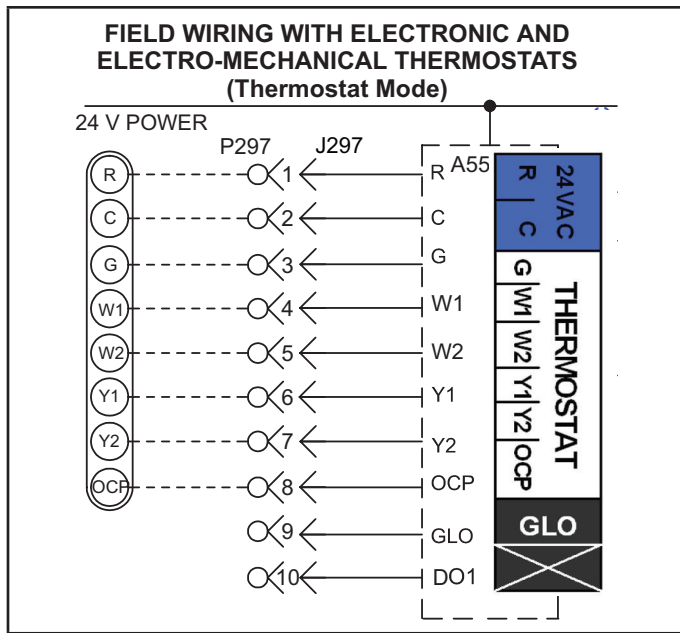 FIELD WIRING WITH ELECTRONIC AND
ELECTRO-MECHANICAL THERMOSTATS
(Thermostat Mode)
24 V POWER
P297 J297
A55
R 1 R
C 2 C
G 3 G
W1 4 W1
W2 5 W2
Y1 6 Y1
Y2 7 Y2
OCP 8 OCP
9 GLO
10 DO1
24 VAC
R C
THERMOSTAT
G W1 W2 Y1 Y2 OCP
GLO